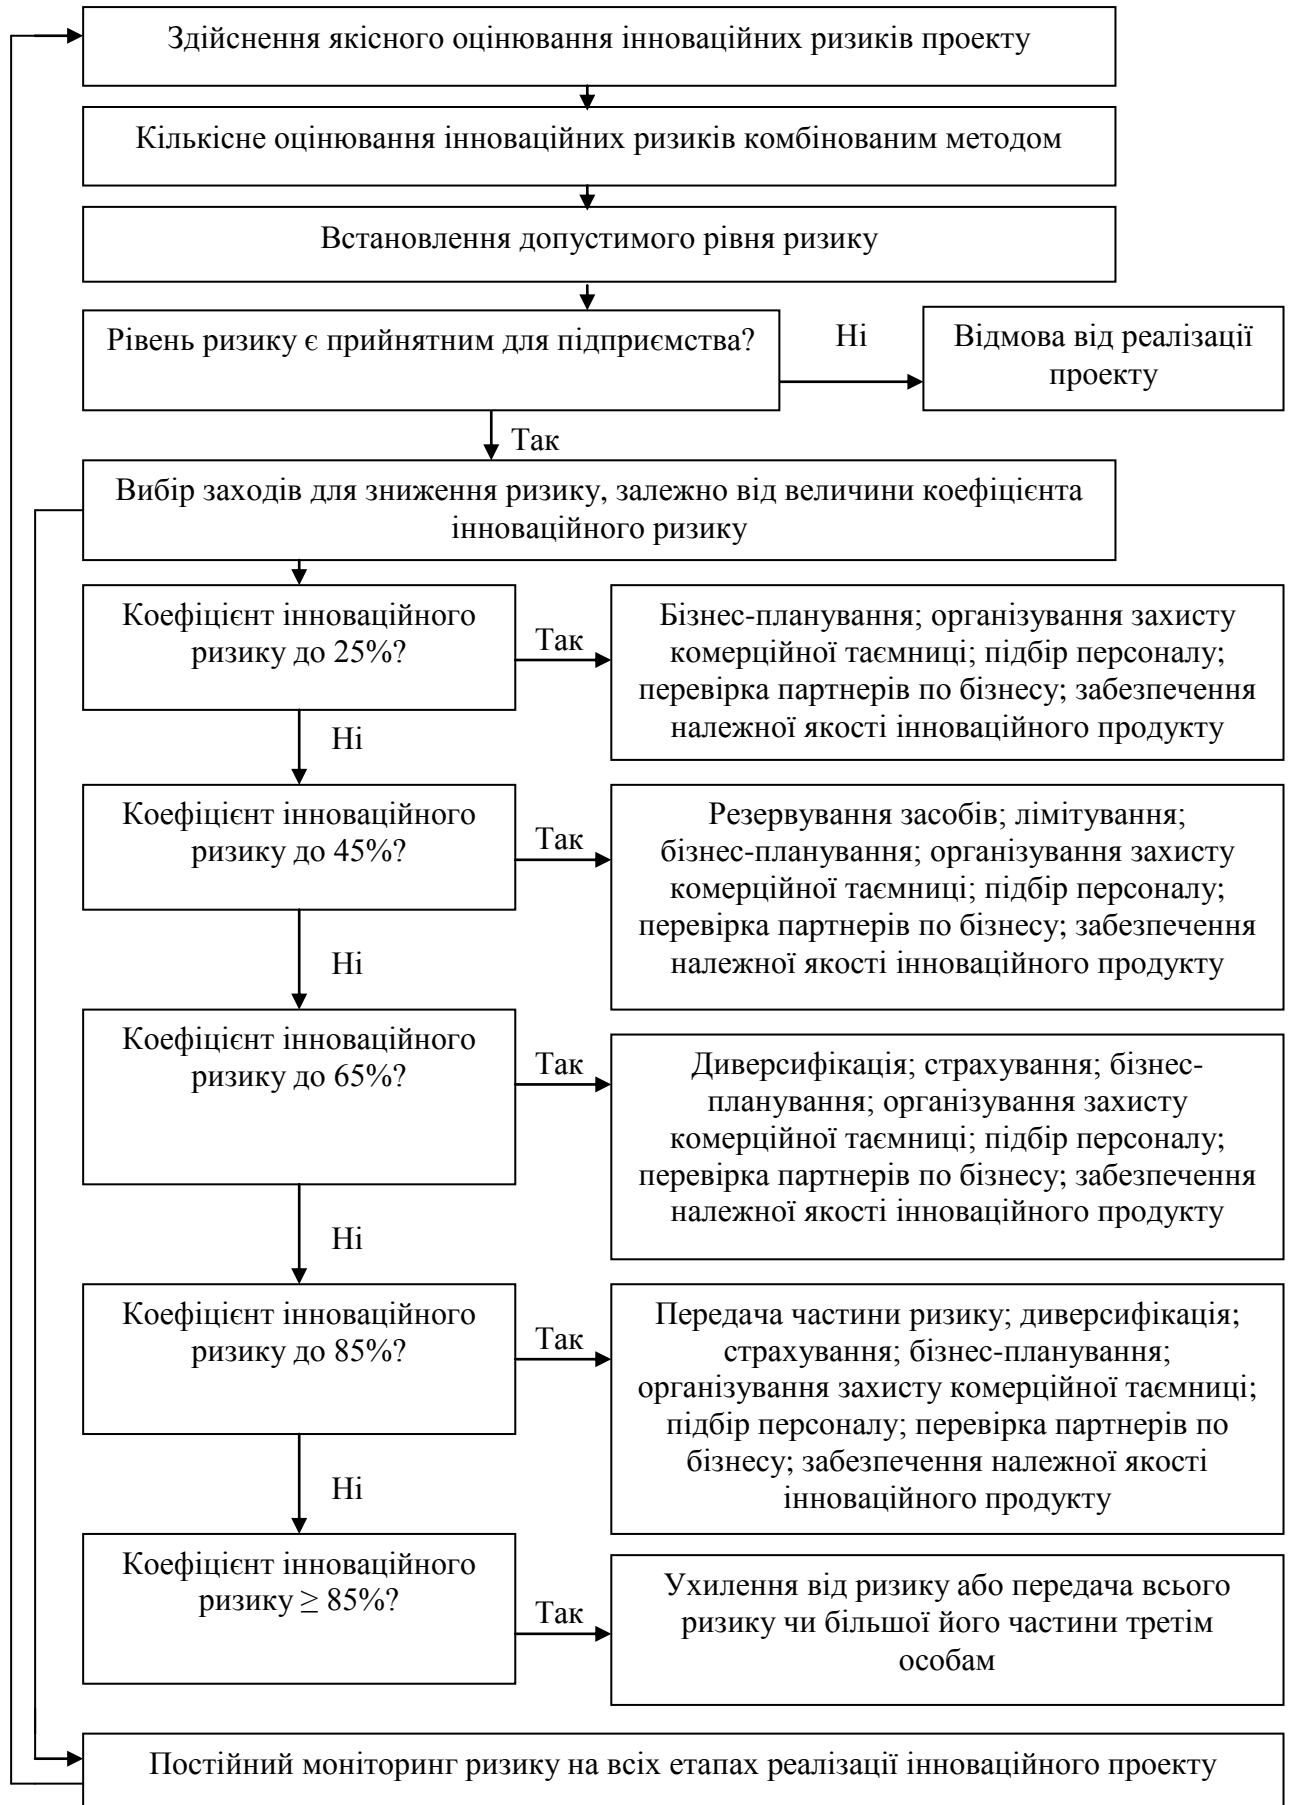 Здійснення якісного оцінювання інноваційних ризиків проекту
Кількісне оцінювання інноваційних ризиків комбінованим методом
Встановлення допустимого рівня ризику
Рівень ризику є прийнятним для підприємства?
Ні
Відмова від реалізації
проекту
Так
Вибір заходів для зниження ризику, залежно від величини коефіцієнта
інноваційного ризику
Коефіцієнт інноваційного
ризику до 25%?
Так
Бізнес-планування; організування захисту
комерційної таємниці; підбір персоналу;
перевірка партнерів по бізнесу; забезпечення
належної якості інноваційного продукту
Ні
Коефіцієнт інноваційного
ризику до 45%?
Так
Резервування засобів; лімітування;
бізнес-планування; організування захисту
комерційної таємниці; підбір персоналу;
перевірка партнерів по бізнесу; забезпечення
належної якості інноваційного продукту
Ні
Коефіцієнт інноваційного
ризику до 65%?
Так
Диверсифікація; страхування; бізнес-
планування; організування захисту
комерційної таємниці; підбір персоналу;
перевірка партнерів по бізнесу; забезпечення
належної якості інноваційного продукту
Ні
Коефіцієнт інноваційного
ризику до 85%?
Так
Передача частини ризику; диверсифікація;
страхування; бізнес-планування;
організування захисту комерційної таємниці;
підбір персоналу; перевірка партнерів по
бізнесу; забезпечення належної якості
інноваційного продукту
Ні
Коефіцієнт інноваційного
ризику ≥ 85%?
Так
Ухилення від ризику або передача всього
ризику чи більшої його частини третім
особам
Постійний моніторинг ризику на всіх етапах реалізації інноваційного проекту